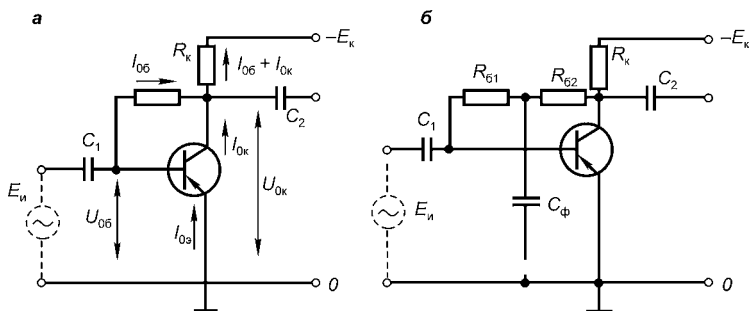 а
–Eк
Rк
I0б
I0б + I0к
C1
C2
I0к
Eи
U0б
U0к
I0э
0
б
–Eк
Rк
Rб1
Rб2
C2
C1
Eи
Cф
0